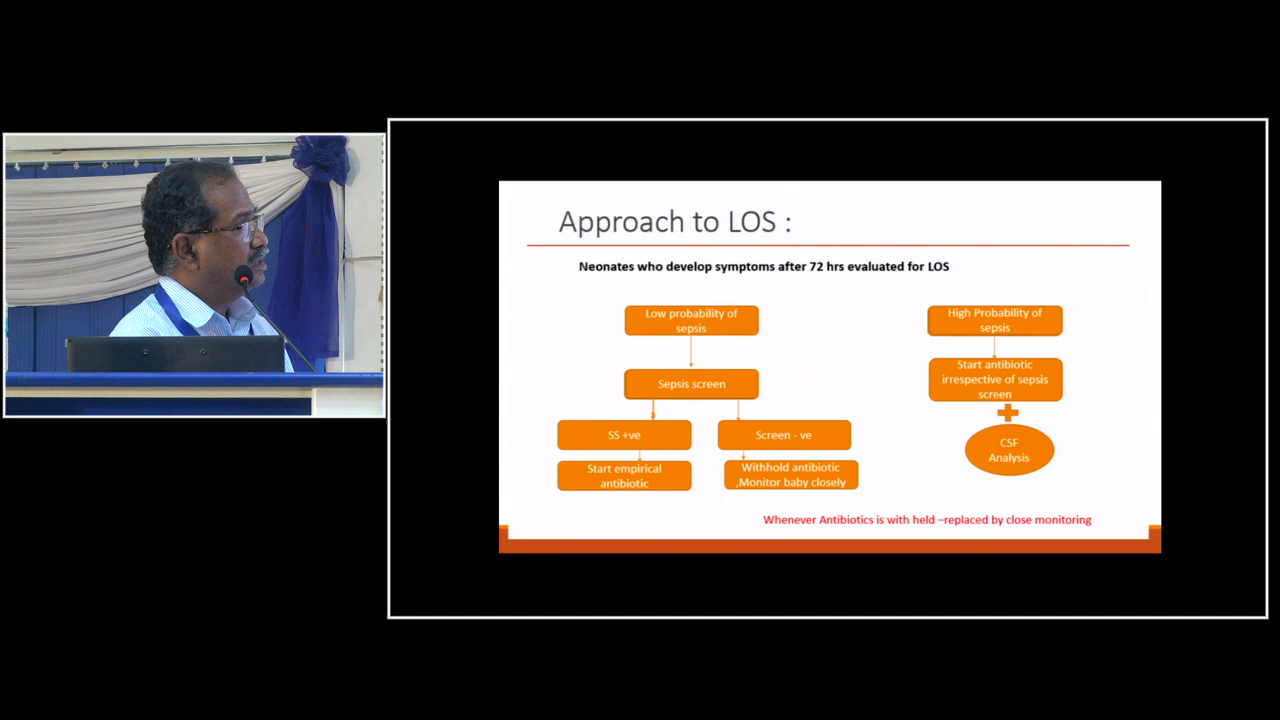 Approach to LOS :
Neonates who develop symptoms after 72 hrs evaluated for LOS
Low probability of
sepsis
Sepsis screen
SS +ve
Start empirical
antibiotic
Screen - ve
Withhold antibiotic
,Monitor baby closely
High Probability of
sepsis
Start antibiotic
irrespective of sepsis
screen
CSF
Analysis
Whenever Antibiotics is with held –replaced by close monitoring